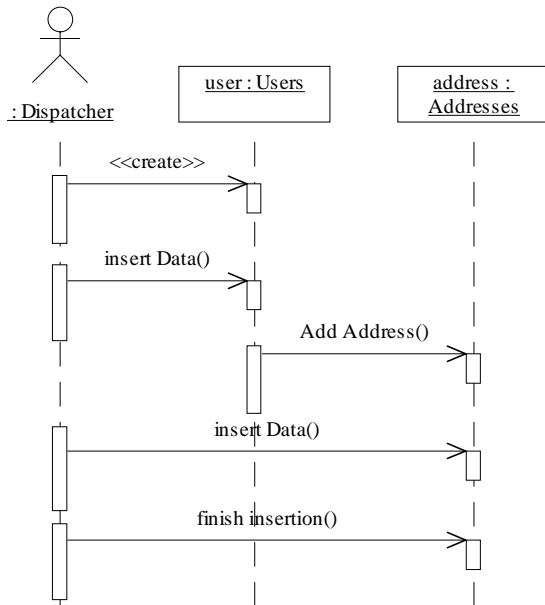 : Dispatcher
user : Users
address :
Addresses
<<create>>
insert Data()
Add Address()
insert Data()
finish insertion()